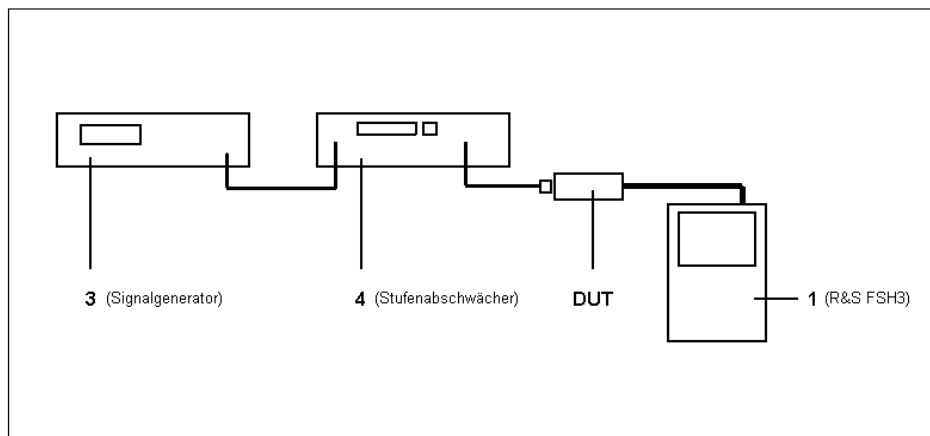 3 (Signalgenerator)
4 (Stufenabschwächer)
DUT
1 (R&S FSH3)